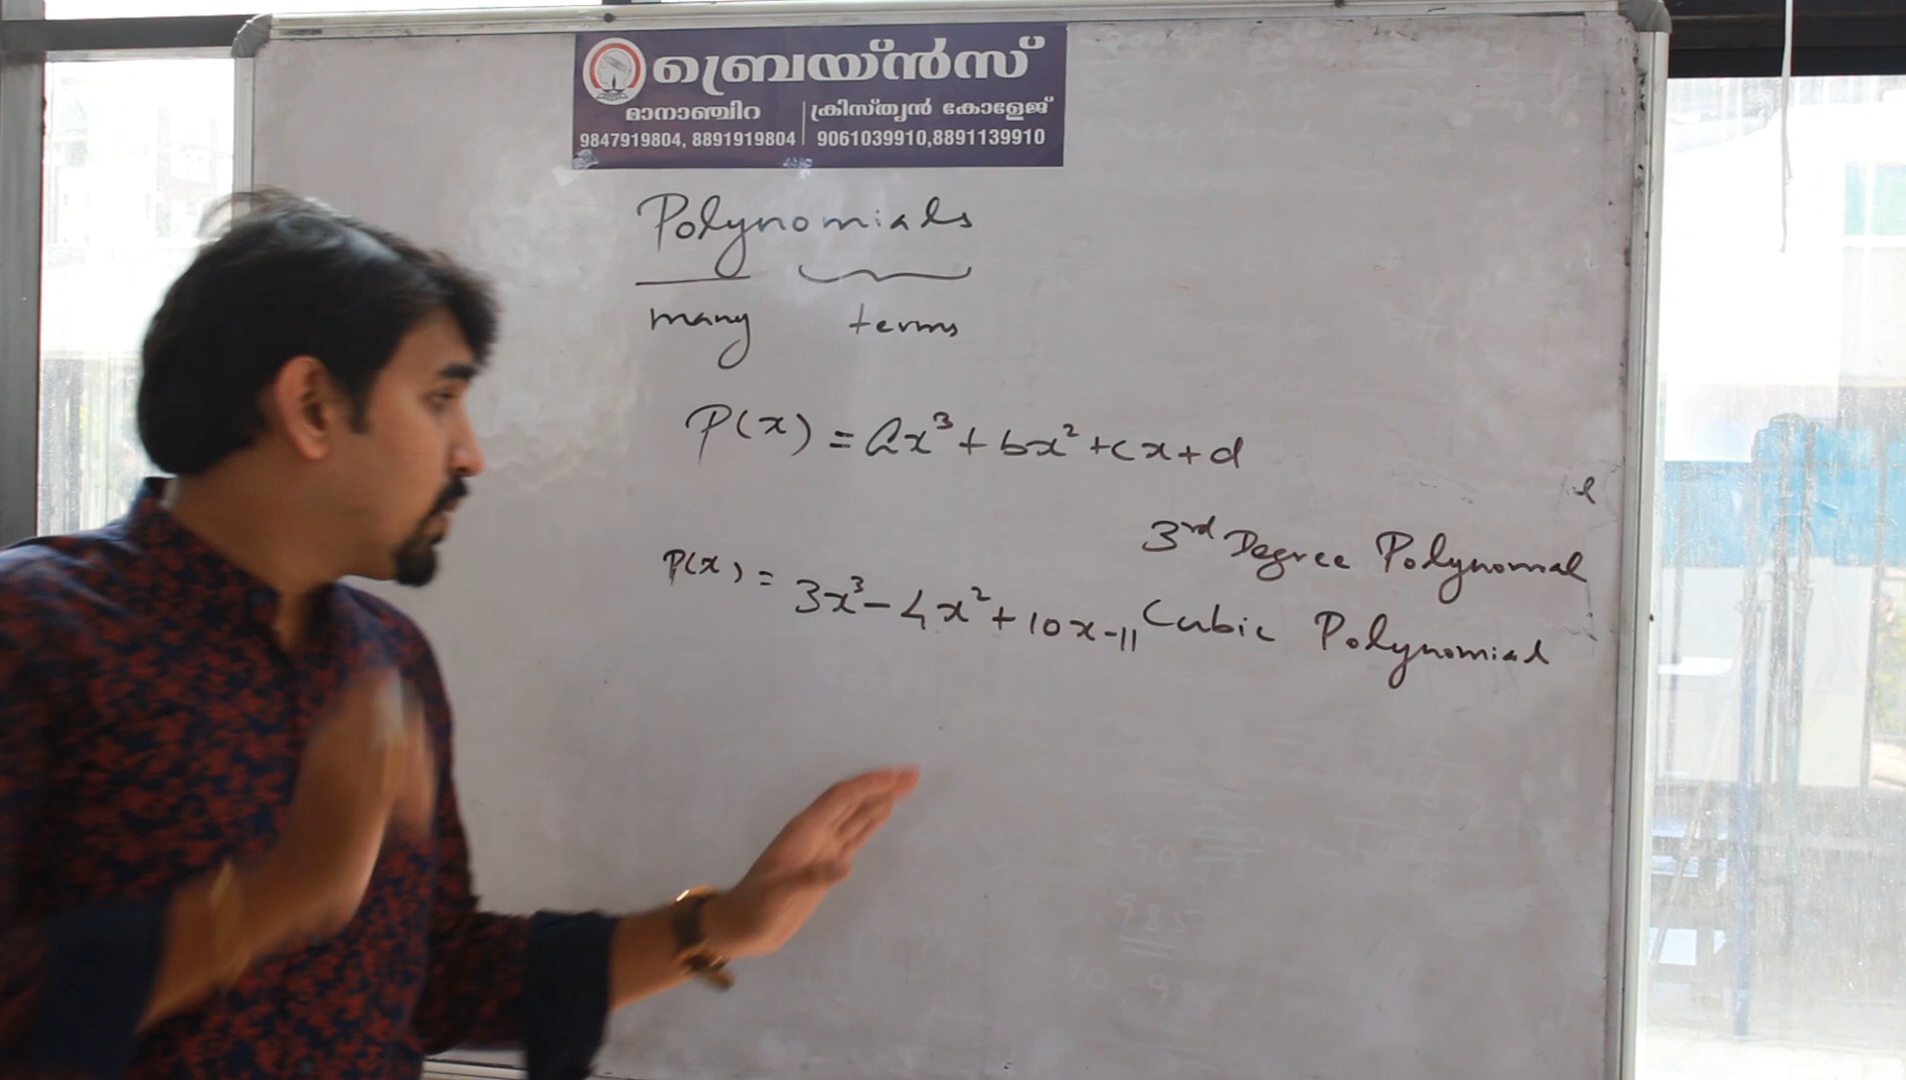 ബ്രെയ്ൻസ്
മാനാഞ്ചിറ
9847919804, 8891919804
ക്രിസ്ത്യൻ കോളേജ്
9061039910,8891139910
Polynomials
many terms
P(x) = ax³ + bx² + cx + d
3rd Degree Polynomal
P(x) = 3x³ - 4x² + 10x - 11
Cubic Polynomial